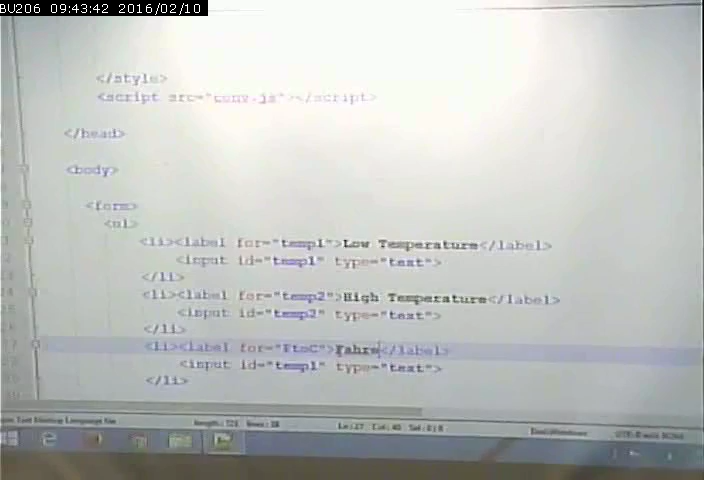 BU206 09:43:42 2016/02/10
</style>
<script src="conv.js"></script>
</head>
<body>
<form>
<ul>
<li><label for="temp1">Low Temperature</label>
<input id="temp1" type="text">
</li>
<li><label for="temp2">High Temperature</label>
<input id="temp2" type="text">
</li>
<li><label for="FtoC">Fahre</label>
<input id="temp1" type="text">
</li>